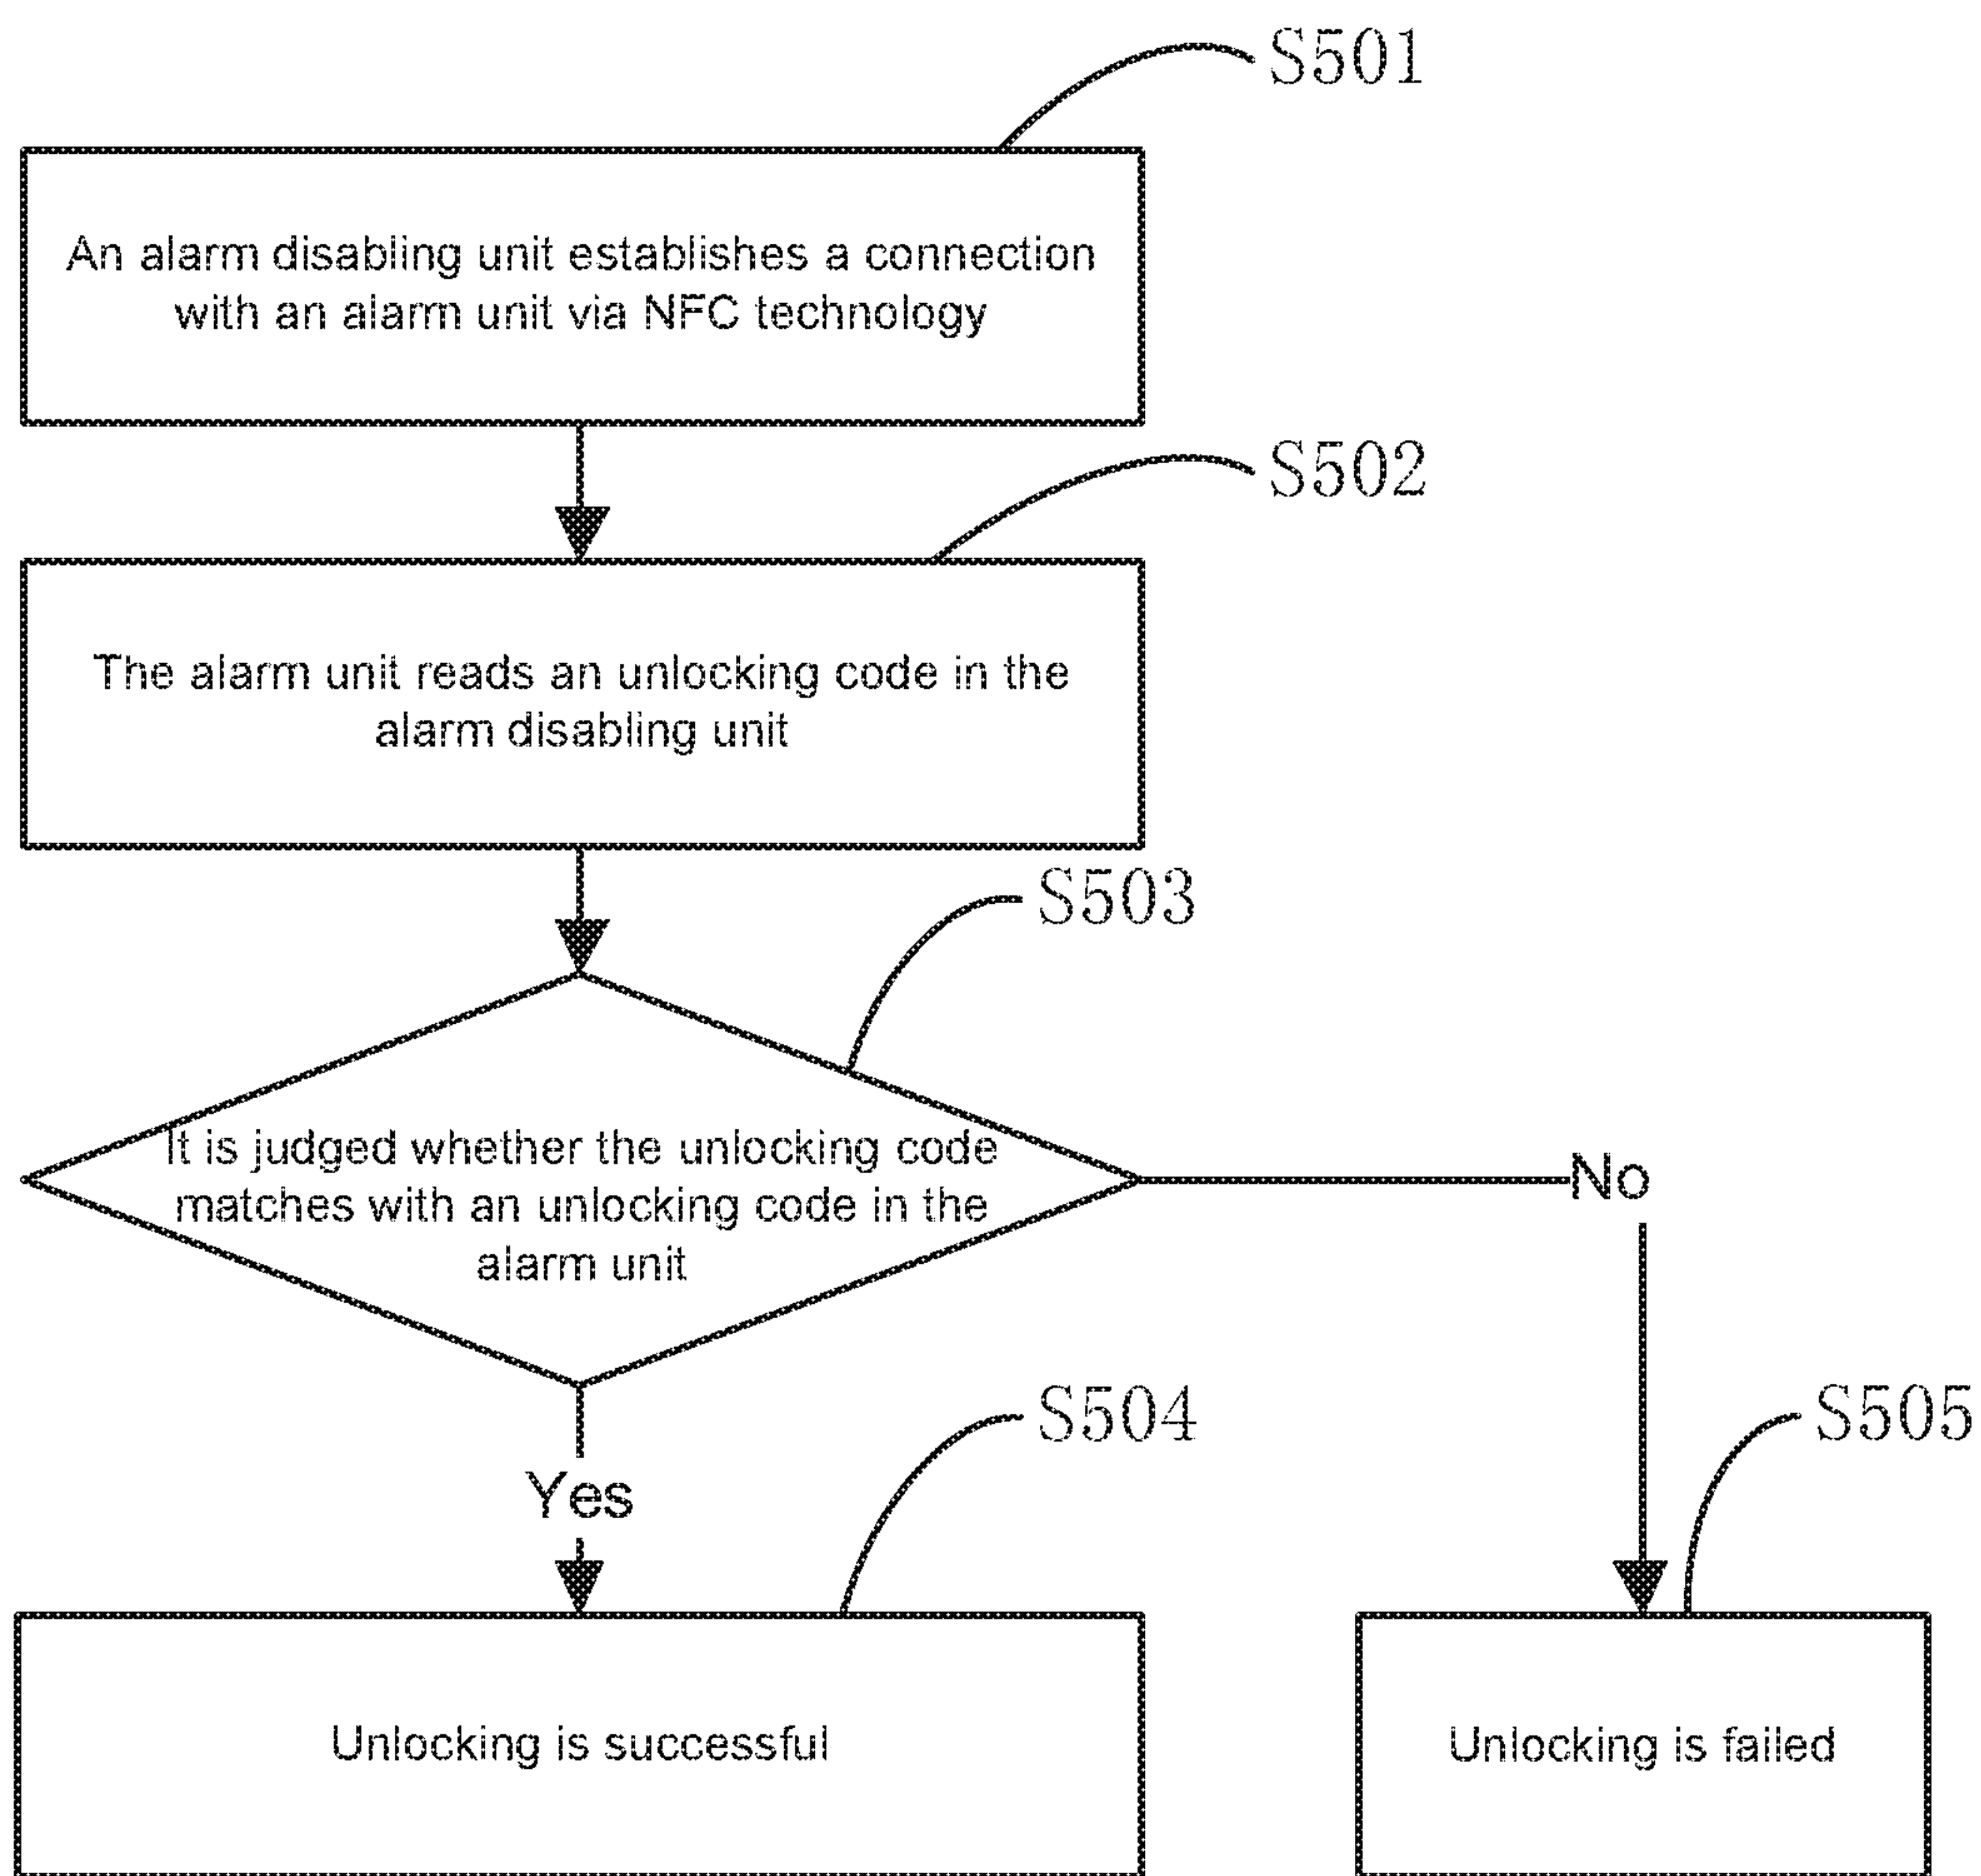 S501
An alarm disabling unit establishes a connection
with an alarm unit via NFC technology
S502
The alarm unit reads an unlocking code in the
alarm disabling unit
S503
It is judged whether the unlocking code
matches with an unlocking code in the
alarm unit
No
Yes
S504
S505
Unlocking is successful
Unlocking is failed